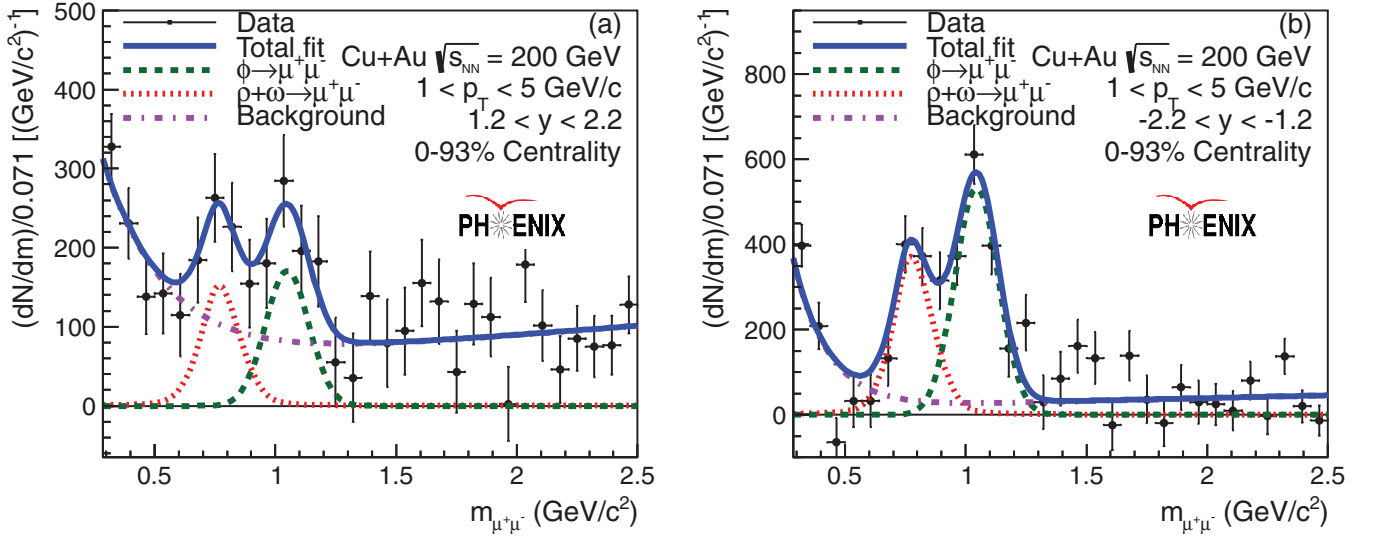 (a)
Data
Total fit
ϕ→μ⁺μ⁻
ρ+ω→μ⁺μ⁻
Background
Cu+Au √s_NN = 200 GeV
1 < p_T < 5 GeV/c
1.2 < y < 2.2
0-93% Centrality
PHENIX
(dN/dm)/0.071 [(GeV/c²)⁻¹]
500
400
300
200
100
0
0.5
1
1.5
2
2.5
m_μ⁺μ⁻ (GeV/c²)
(b)
Data
Total fit
ϕ→μ⁺μ⁻
ρ+ω→μ⁺μ⁻
Background
Cu+Au √s_NN = 200 GeV
1 < p_T < 5 GeV/c
-2.2 < y < -1.2
0-93% Centrality
PHENIX
(dN/dm)/0.071 [(GeV/c²)⁻¹]
800
600
400
200
0
0.5
1
1.5
2
2.5
m_μ⁺μ⁻ (GeV/c²)